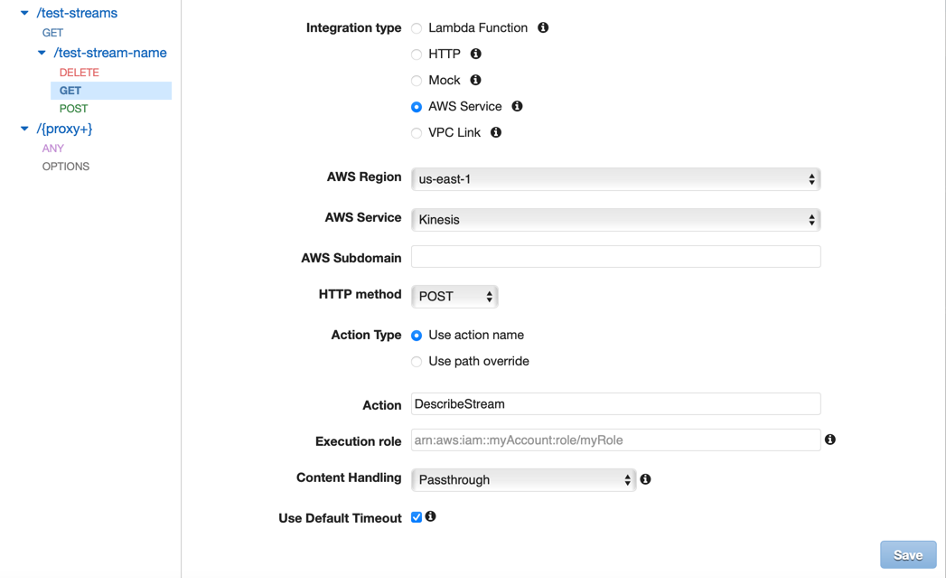 /test-streams
GET
/test-stream-name
DELETE
GET
POST
/{proxy+}
ANY
OPTIONS
Integration type Lambda Function
HTTP
Mock
AWS Service
VPC Link
AWS Region us-east-1
AWS Service Kinesis
AWS Subdomain
HTTP method POST
Action Type Use action name
Use path override
Action DescribeStream
Execution role arn:aws:iam::myAccount:role/myRole
Content Handling Passthrough
Use Default Timeout
Save